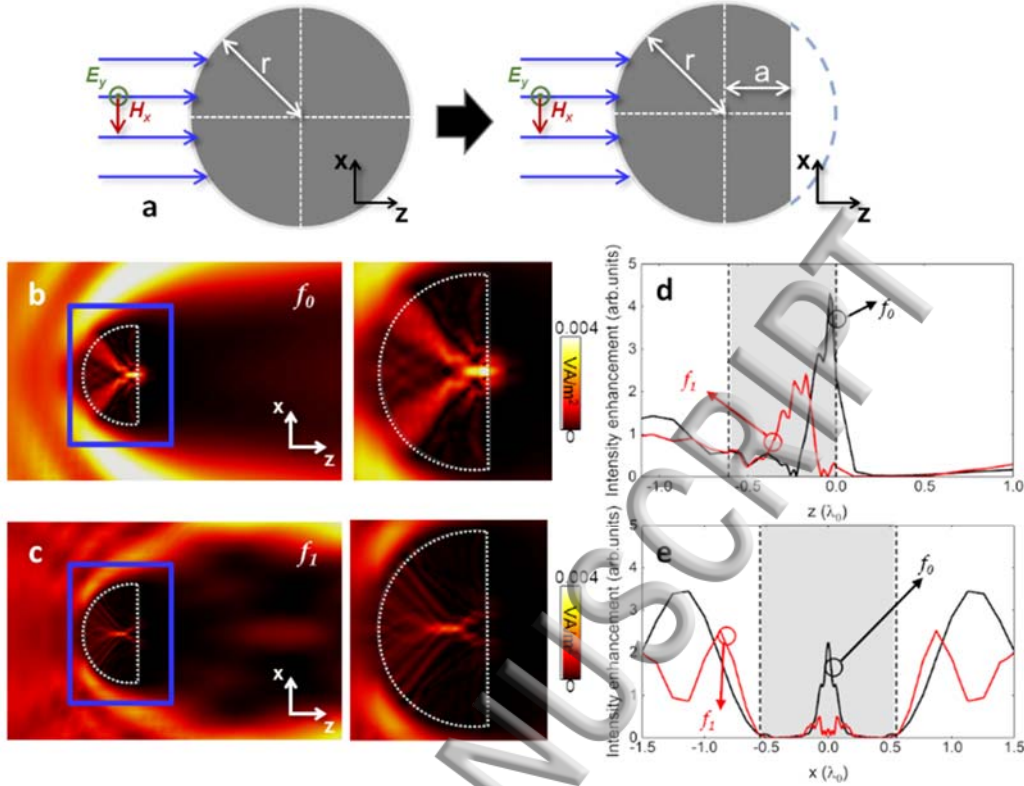 r
E_y
H_x
x
z
a
r
a
E_y
H_x
x
z
b
f_0
x
z
0.004
VA/m²
0
c
f_1
x
z
0.004
VA/m²
0
d
Intensity enhancement (arb.units)
5
4
3
2
1
0
f_0
f_1
-1.0
-0.5
0.0
0.5
1.0
z (λ_0)
e
Intensity enhancement (arb.units)
5
4
3
2
1
0
f_0
f_1
-1.5
-1.0
-0.5
0.0
0.5
1.0
1.5
x (λ_0)
NUSCRIPT